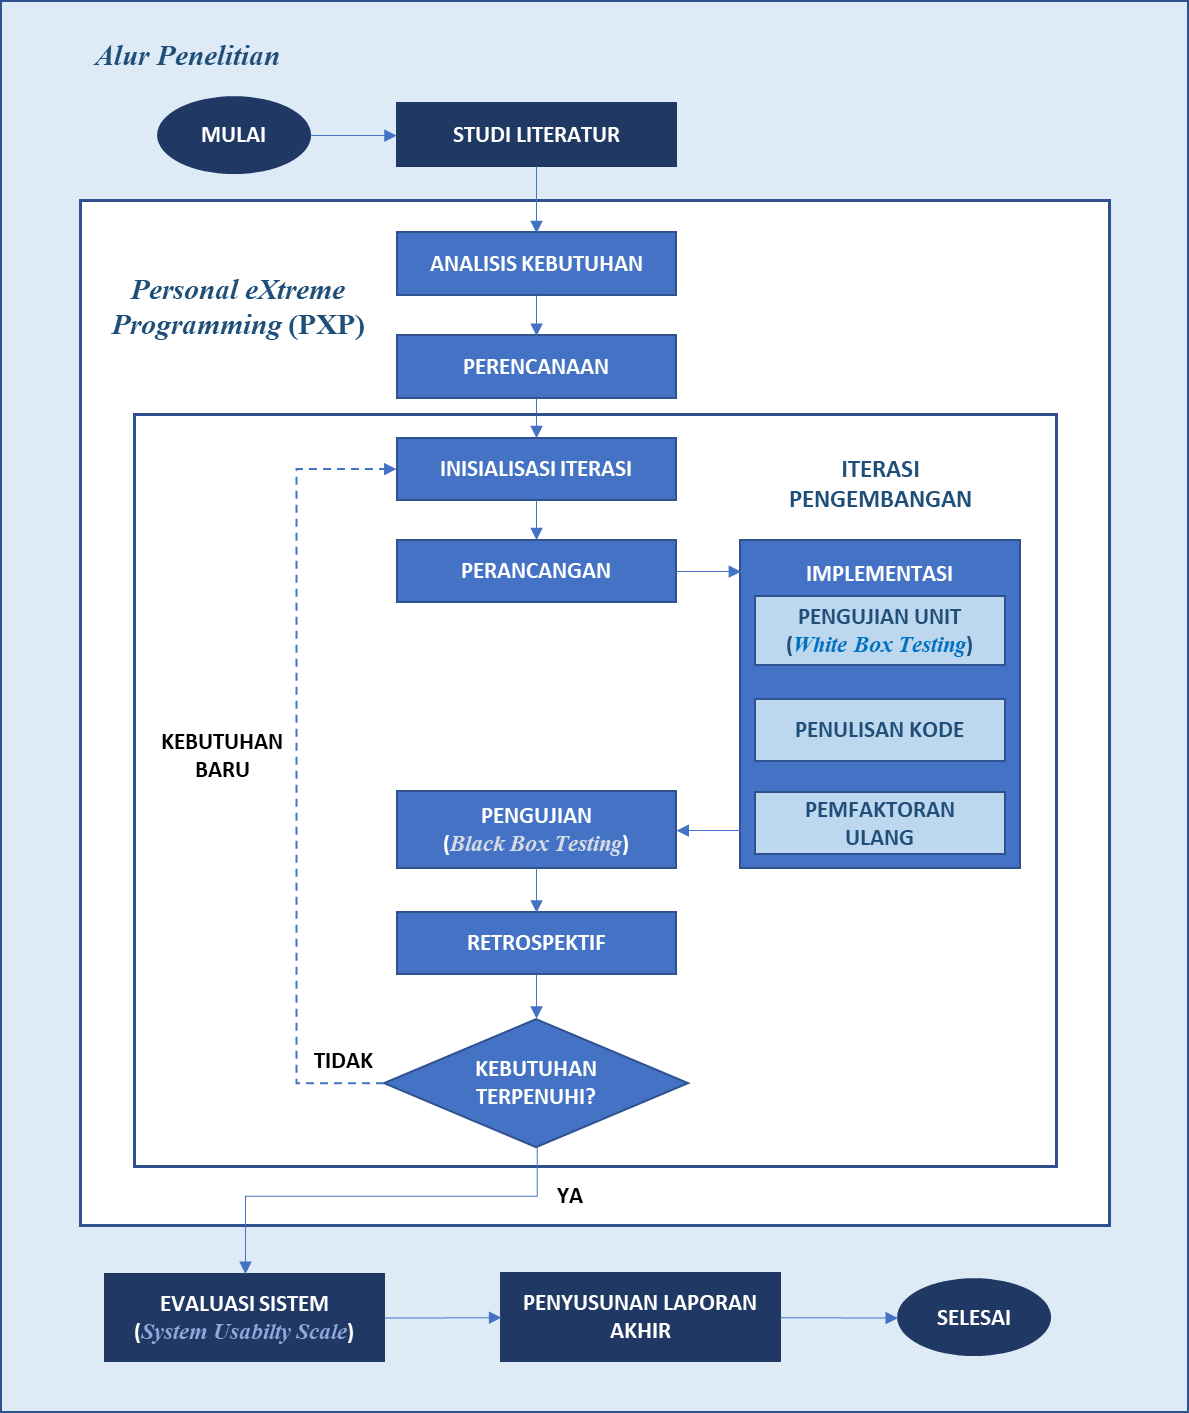 Alur Penelitian
MULAI
STUDI LITERATUR
ANALISIS KEBUTUHAN
Personal eXtreme
Programming (PXP)
PERENCANAAN
INISIALISASI ITERASI
ITERASI
PENGEMBANGAN
PERANCANGAN
IMPLEMENTASI
PENGUJIAN UNIT
(White Box Testing)
PENULISAN KODE
PEMFAKTORAN
ULANG
KEBUTUHAN
BARU
PENGUJIAN
(Black Box Testing)
RETROSPEKTIF
KEBUTUHAN
TERPENUHI?
TIDAK
YA
EVALUASI SISTEM
(System Usabilty Scale)
PENYUSUNAN LAPORAN
AKHIR
SELESAI